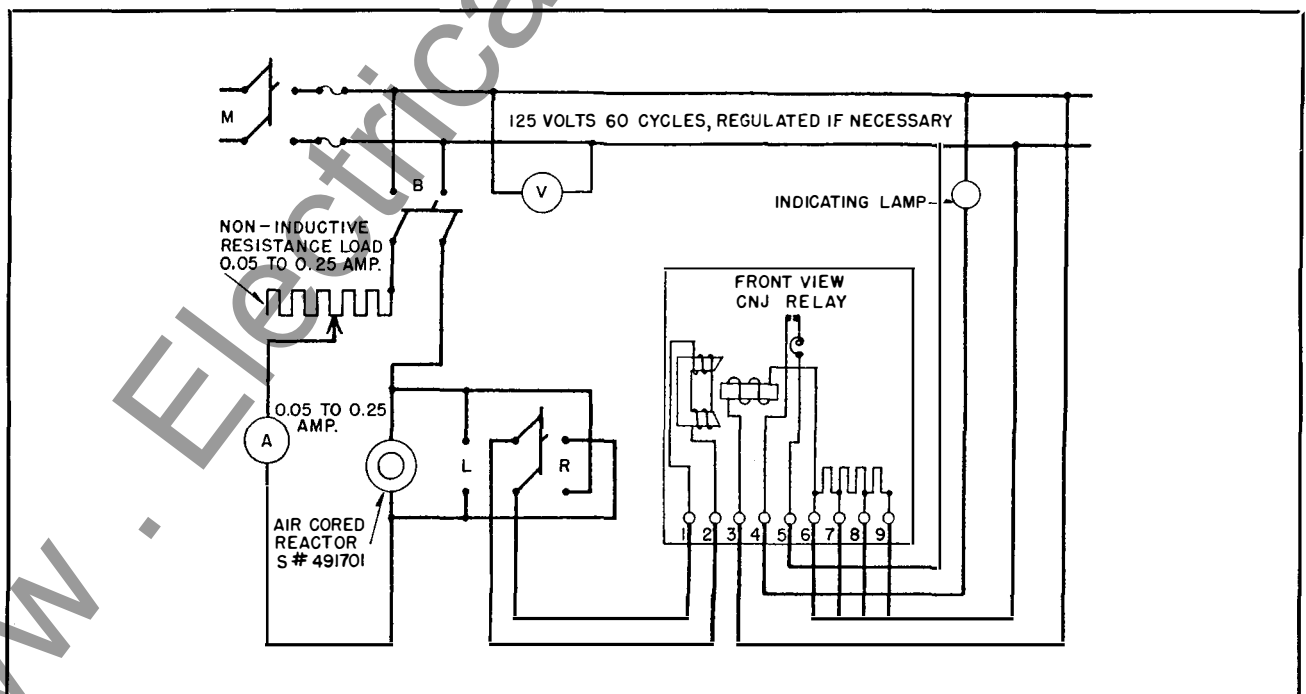 www. Electrica
M
125 VOLTS 60 CYCLES, REGULATED IF NECESSARY
B
V
INDICATING LAMP
NON-INDUCTIVE
RESISTANCE LOAD
0.05 TO 0.25 AMP.
FRONT VIEW
CNJ RELAY
0.05 TO 0.25
AMP.
A
L
R
AIR CORED
REACTOR
S# 491701
1 2 3 4 5 6 7 8 9